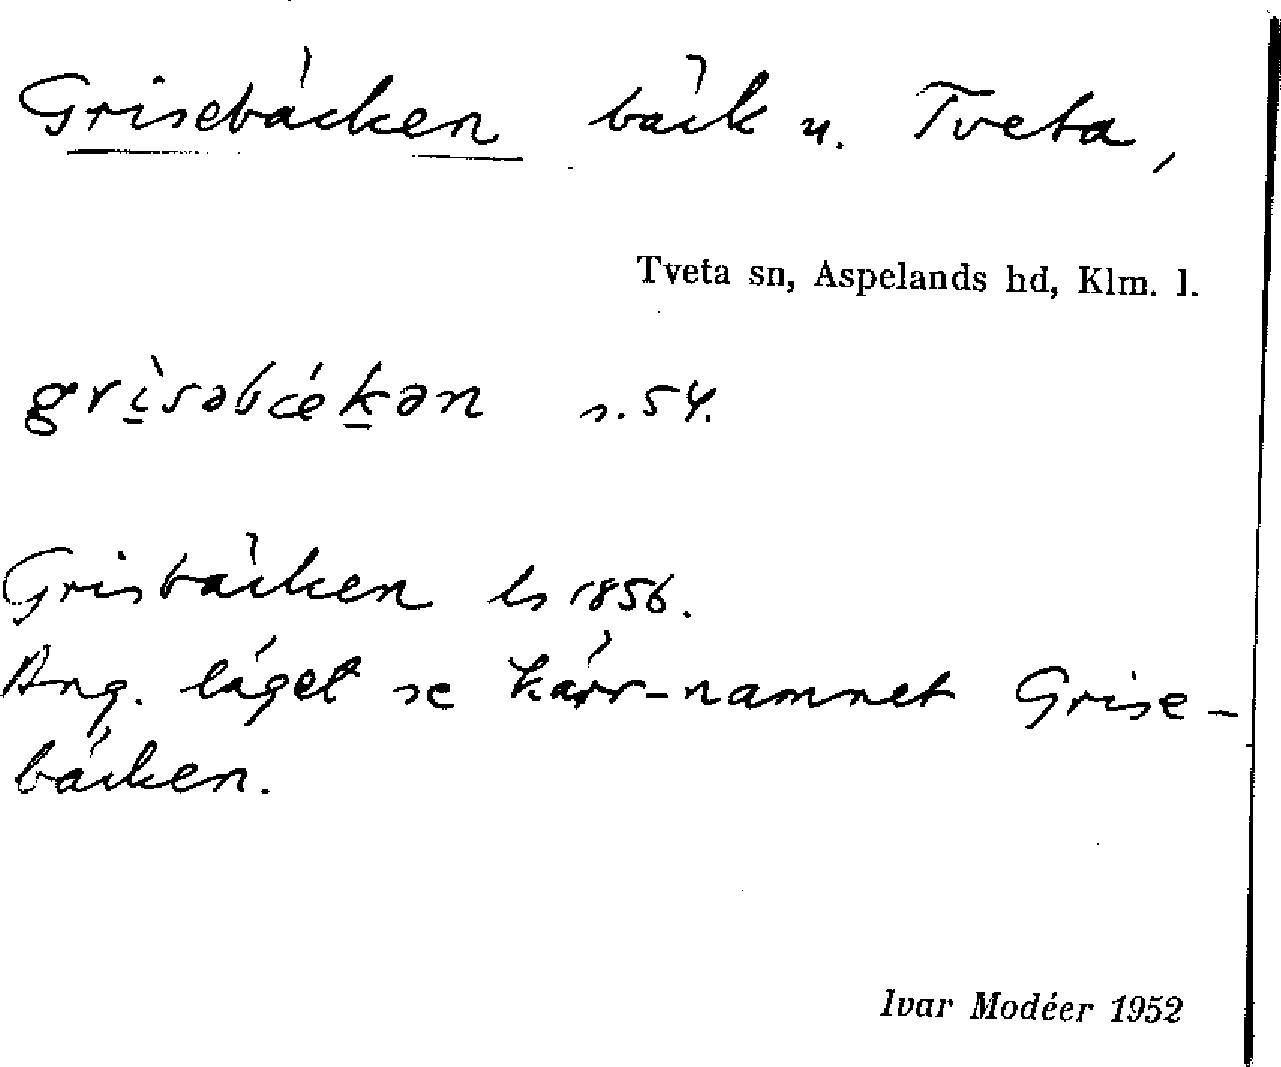 Grisebäcken bäck u. Tveta,
Tveta sn, Aspelands hd, Klm. l.
grìsəbǽkən s. 54.
Grisbäcken ls 1856.
Ang. läget se kärr-namnet Grise-
bäcken.
Ivar Modéer 1952